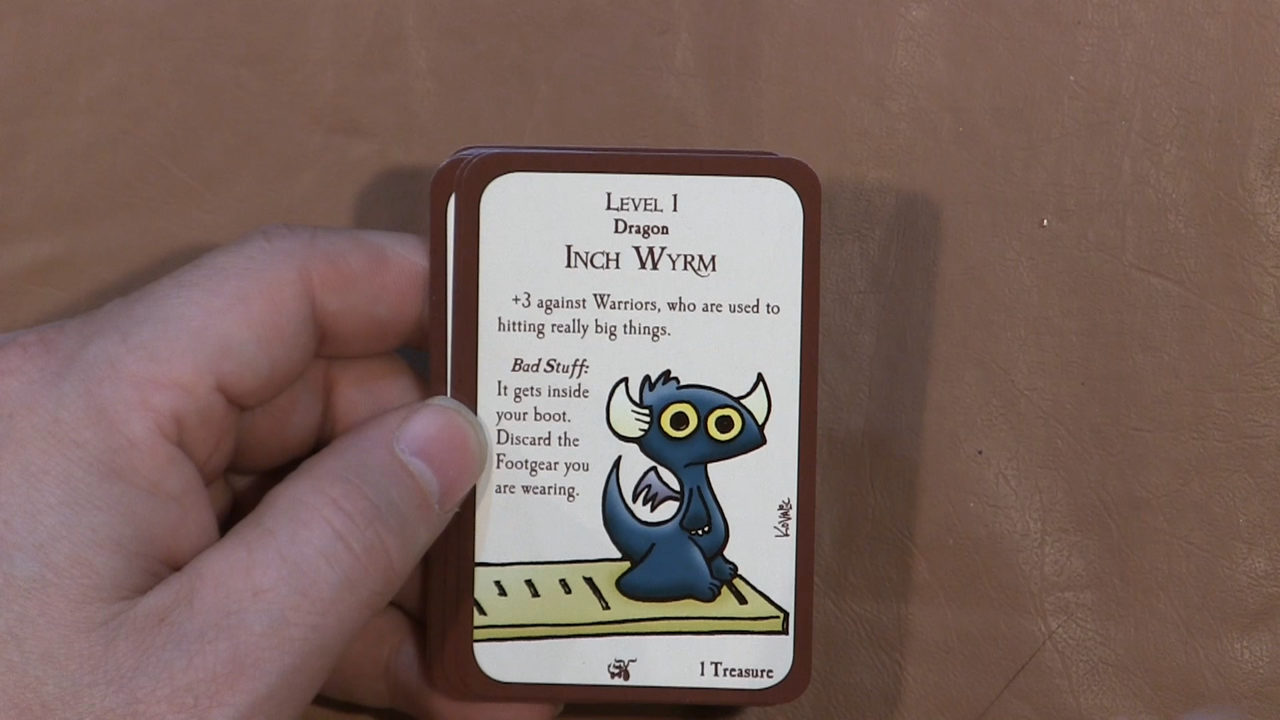 LEVEL 1
Dragon
INCH WYRM
+3 against Warriors, who are used to
hitting really big things.
Bad Stuff:
It gets inside
your boot.
Discard the
Footgear you
are wearing.
KOVALIC
1 Treasure